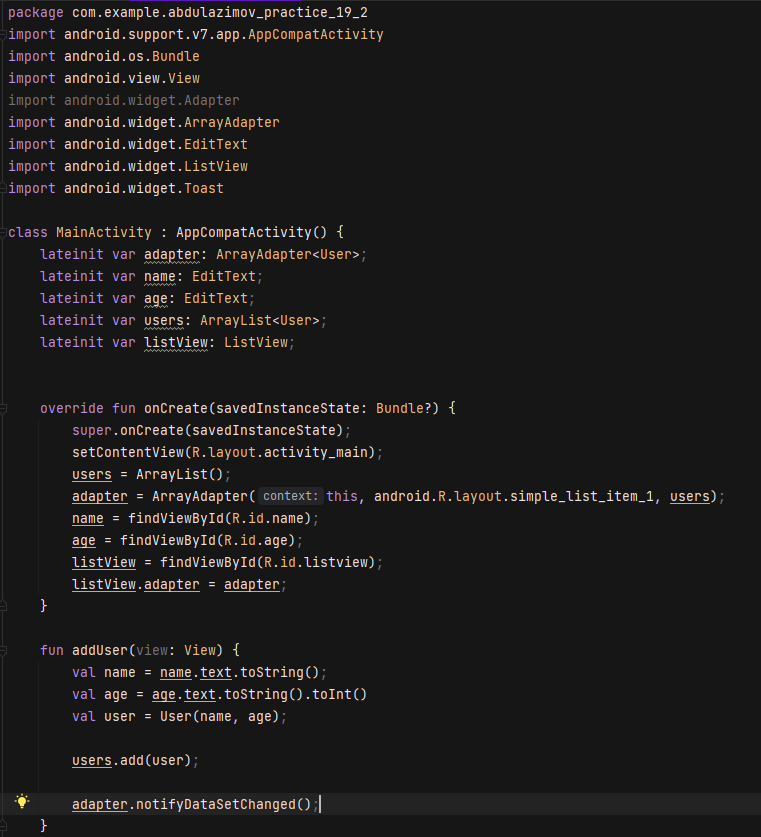 package com.example.abdulazimov_practice_19_2
import android.support.v7.app.AppCompatActivity
import android.os.Bundle
import android.view.View
import android.widget.Adapter
import android.widget.ArrayAdapter
import android.widget.EditText
import android.widget.ListView
import android.widget.Toast

class MainActivity : AppCompatActivity() {
    lateinit var adapter: ArrayAdapter<User>;
    lateinit var name: EditText;
    lateinit var age: EditText;
    lateinit var users: ArrayList<User>;
    lateinit var listView: ListView;


    override fun onCreate(savedInstanceState: Bundle?) {
        super.onCreate(savedInstanceState);
        setContentView(R.layout.activity_main);
        users = ArrayList();
        adapter = ArrayAdapter( context: this, android.R.layout.simple_list_item_1, users);
        name = findViewById(R.id.name);
        age = findViewById(R.id.age);
        listView = findViewById(R.id.listview);
        listView.adapter = adapter;
    }

    fun addUser(view: View) {
        val name = name.text.toString();
        val age = age.text.toString().toInt()
        val user = User(name, age);

        users.add(user);

        adapter.notifyDataSetChanged();
    }